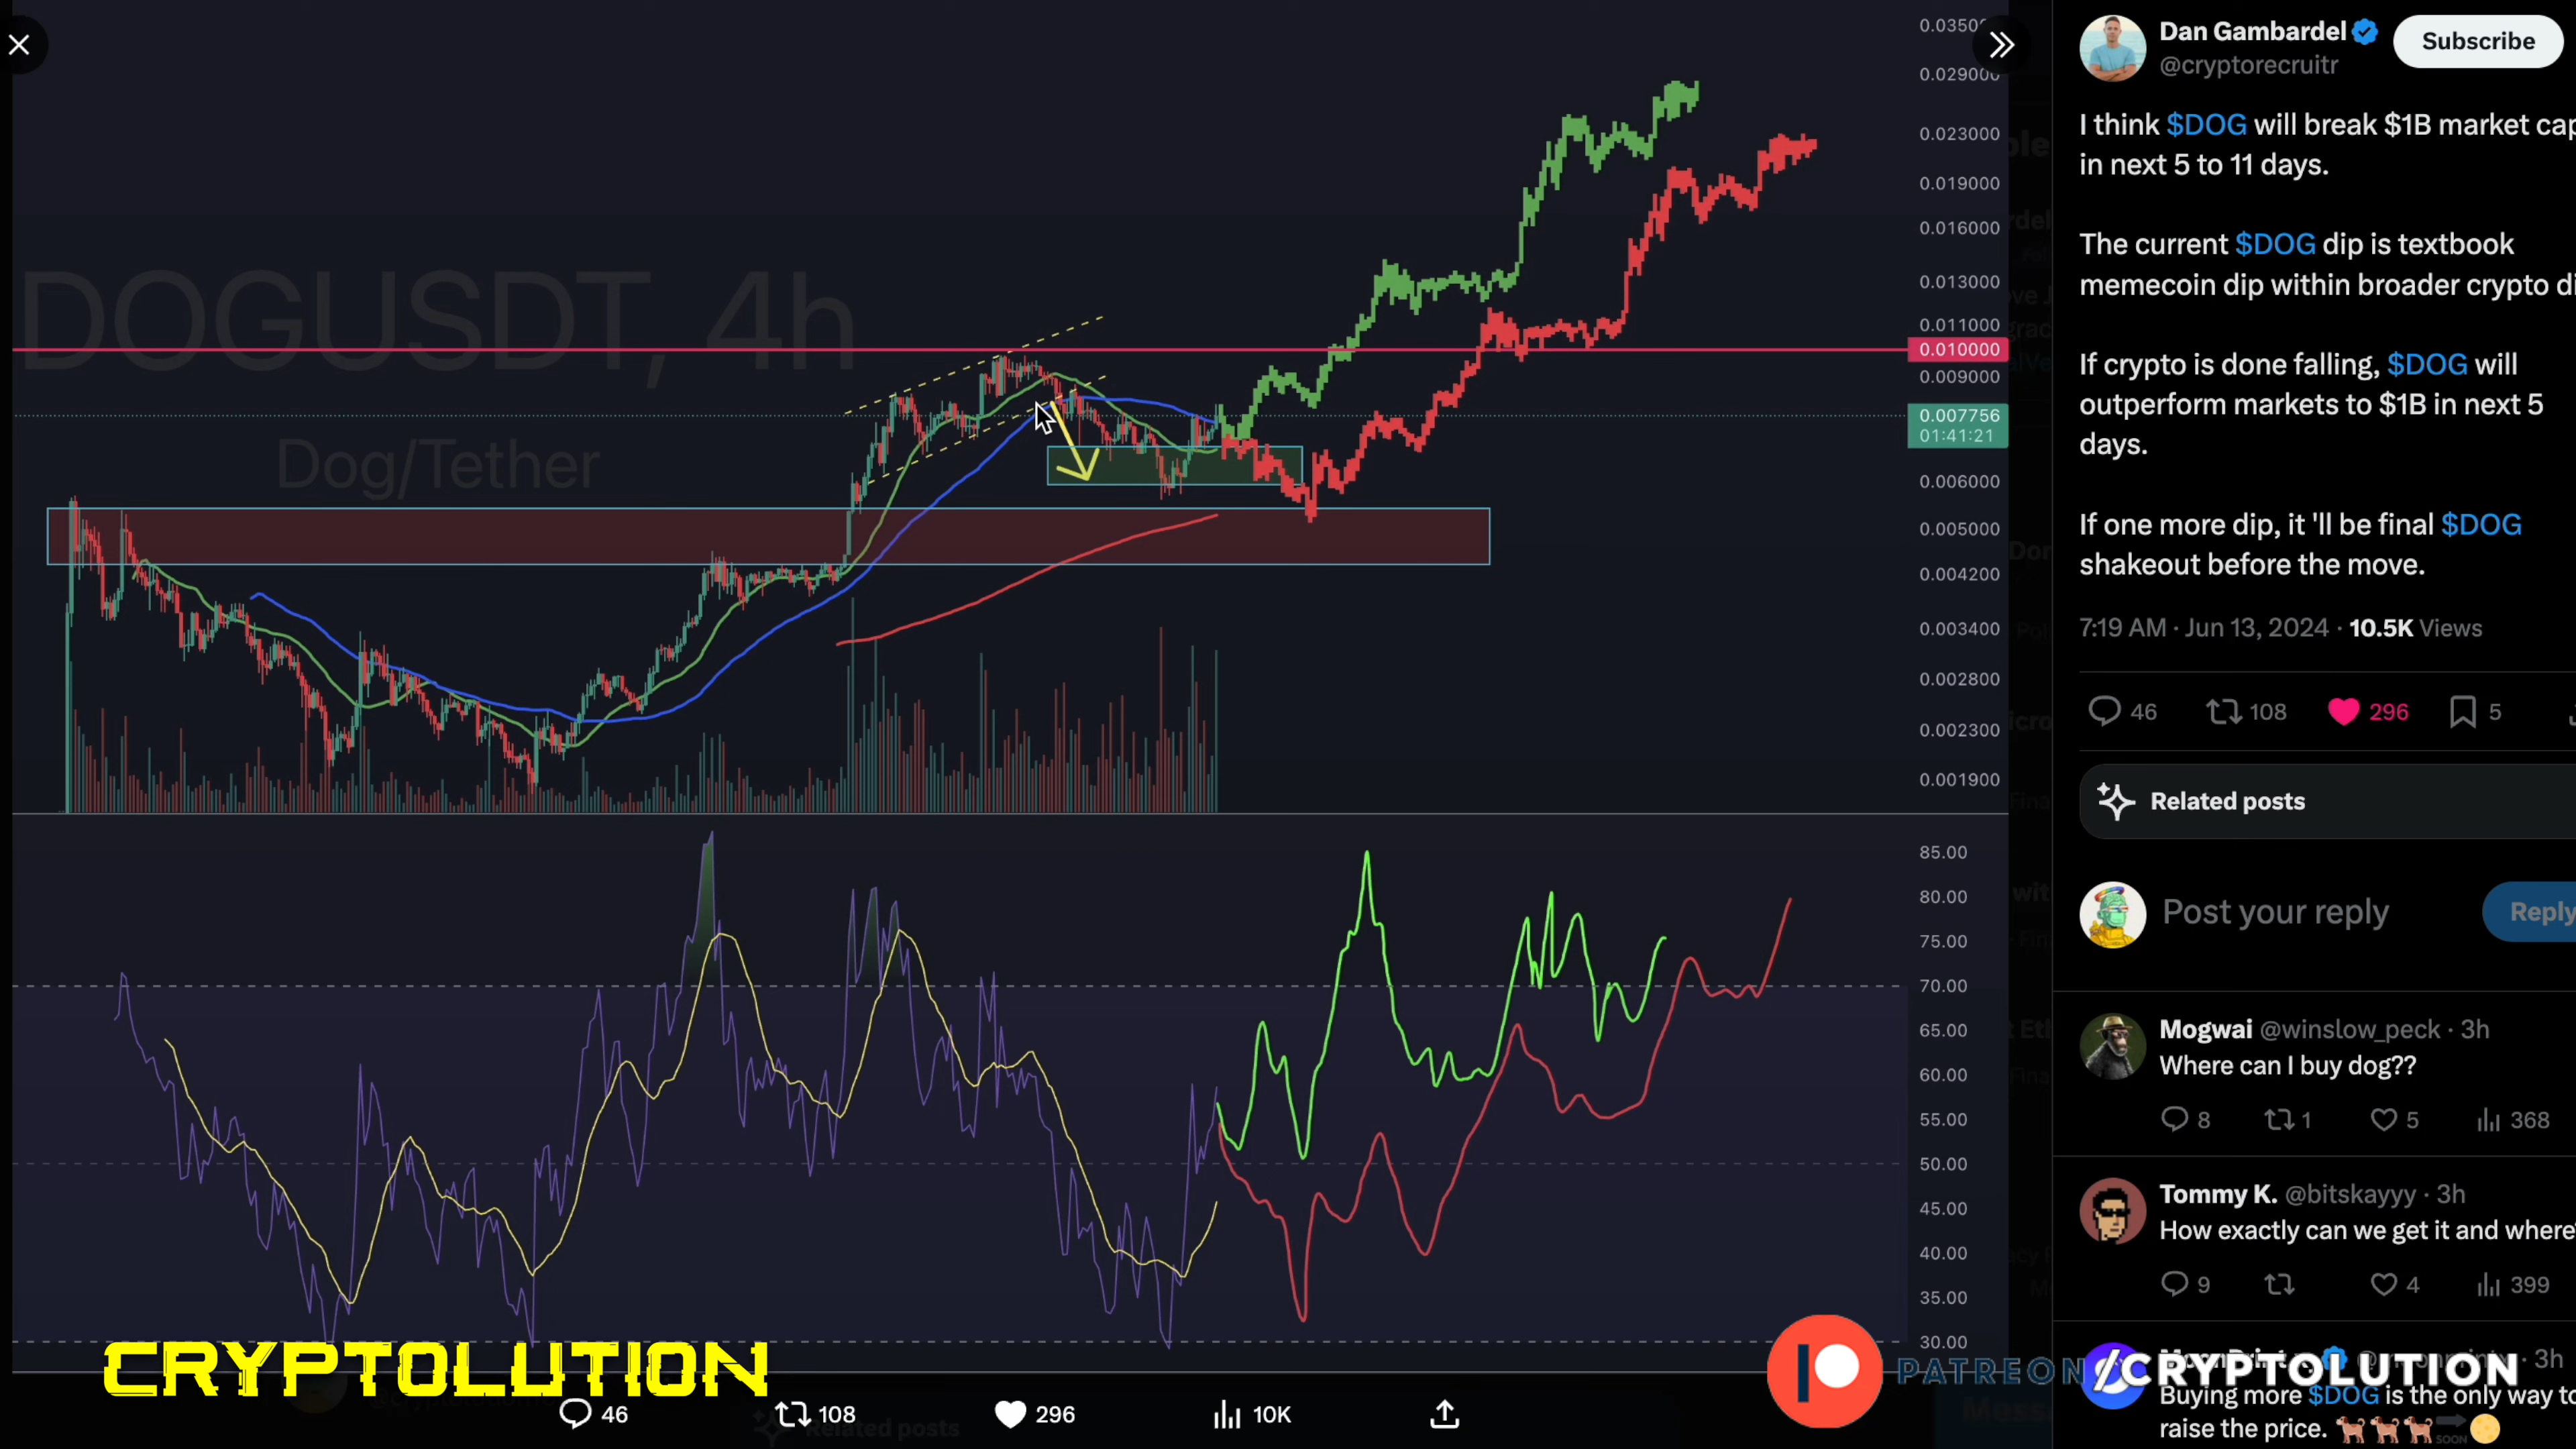 DOGUSDT, 4h
Dog/Tether
0.029000
0.023000
0.019000
0.016000
0.013000
0.011000
0.010000
0.009000
0.007756
01:41:21
0.006000
0.005000
0.004200
0.003400
0.002800
0.002300
0.001900
85.00
80.00
75.00
70.00
65.00
60.00
55.00
50.00
45.00
40.00
35.00
30.00
CRYPTOLUTION
46
108
296
10K
PATREON/CRYPTOLUTION
Dan Gambardel
@cryptorecruitr
Subscribe
I think $DOG will break $1B market cap
in next 5 to 11 days.
The current $DOG dip is textbook
memecoin dip within broader crypto di
If crypto is done falling, $DOG will
outperform markets to $1B in next 5
days.
If one more dip, it 'll be final $DOG
shakeout before the move.
7:19 AM · Jun 13, 2024 · 10.5K Views
46
108
296
5
Related posts
Post your reply
Reply
Mogwai @winslow_peck · 3h
Where can I buy dog??
8
1
5
368
Tommy K. @bitskayyy · 3h
How exactly can we get it and where
9
4
399
3h
Buying more $DOG is the only way to
raise the price.
SOON